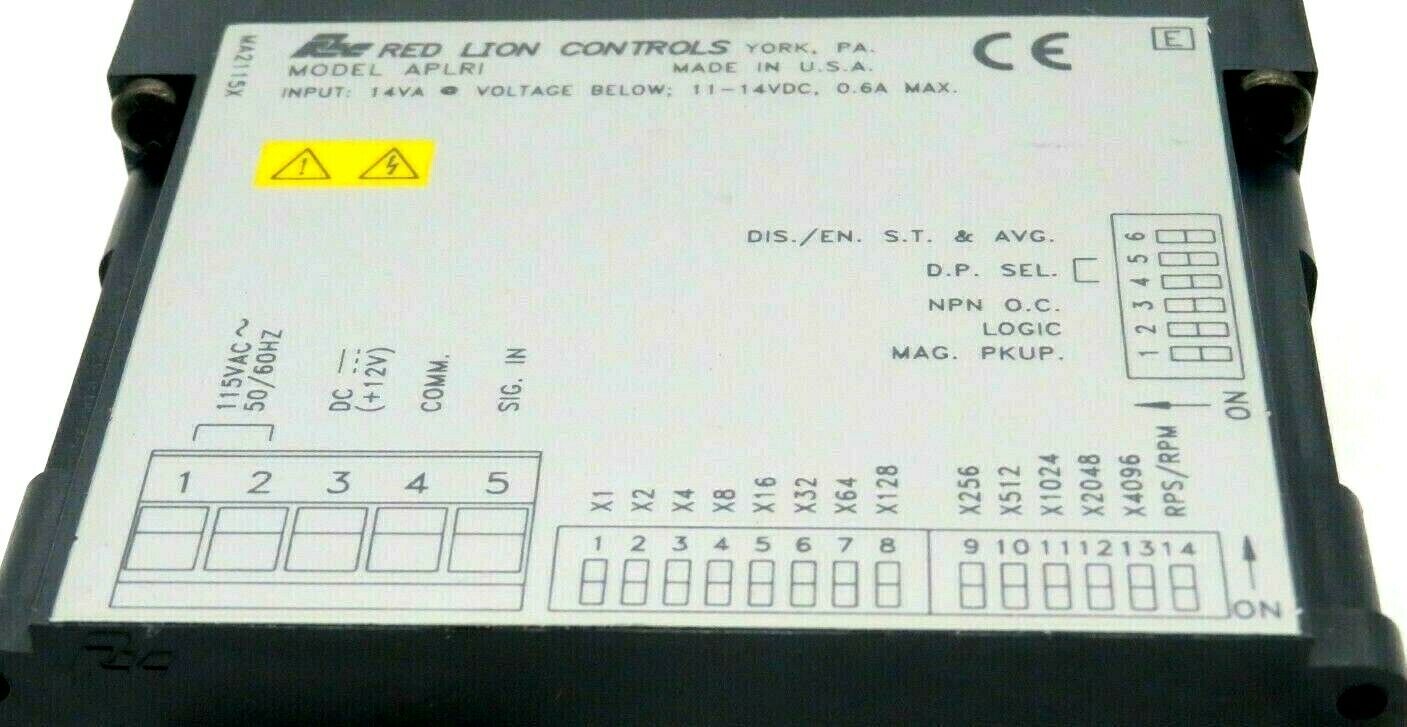 RLC RED LION CONTROLS YORK, PA.
MODEL APLRI MADE IN U.S.A.
INPUT: 14VA @ VOLTAGE BELOW; 11-14VDC, 0.6A MAX.
MA2115X
CE
E
DIS./EN. S.T. & AVG.
D.P. SEL.
NPN O.C.
LOGIC
MAG. PKUP.
6
5
4
3
2
1
ON
115VAC ~
50/60HZ
DC
(+12V)
COMM.
SIG. IN
1 2 3 4 5
X1 X2 X4 X8 X16 X32 X64 X128 X256 X512 X1024 X2048 X4096 RPS/RPM
1 2 3 4 5 6 7 8 9 10 11 12 13 14
ON
RLC